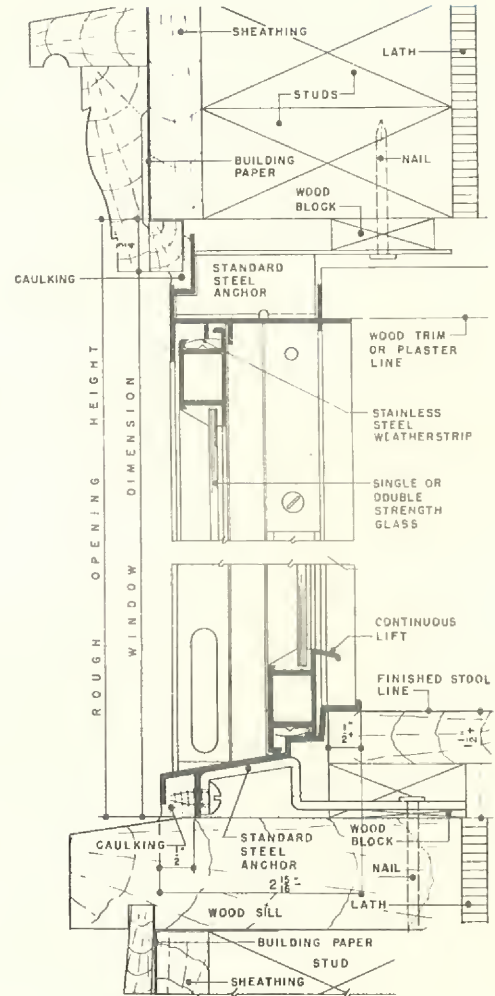 SHEATHING
LATH
STUDS
BUILDING
PAPER
NAIL
WOOD
BLOCK
CAULKING
STANDARD
STEEL
ANCHOR
WOOD TRIM
OR PLASTER
LINE
STAINLESS
STEEL
WEATHERSTRIP
SINGLE OR
DOUBLE
STRENGTH
GLASS
ROUGH OPENING HEIGHT
WINDOW DIMENSION
CONTINUOUS
LIFT
FINISHED STOOL
LINE
CAULKING
1/2"
STANDARD
STEEL
ANCHOR
WOOD
BLOCK
2 15/16"
NAIL
WOOD SILL
LATH
BUILDING PAPER
STUD
SHEATHING